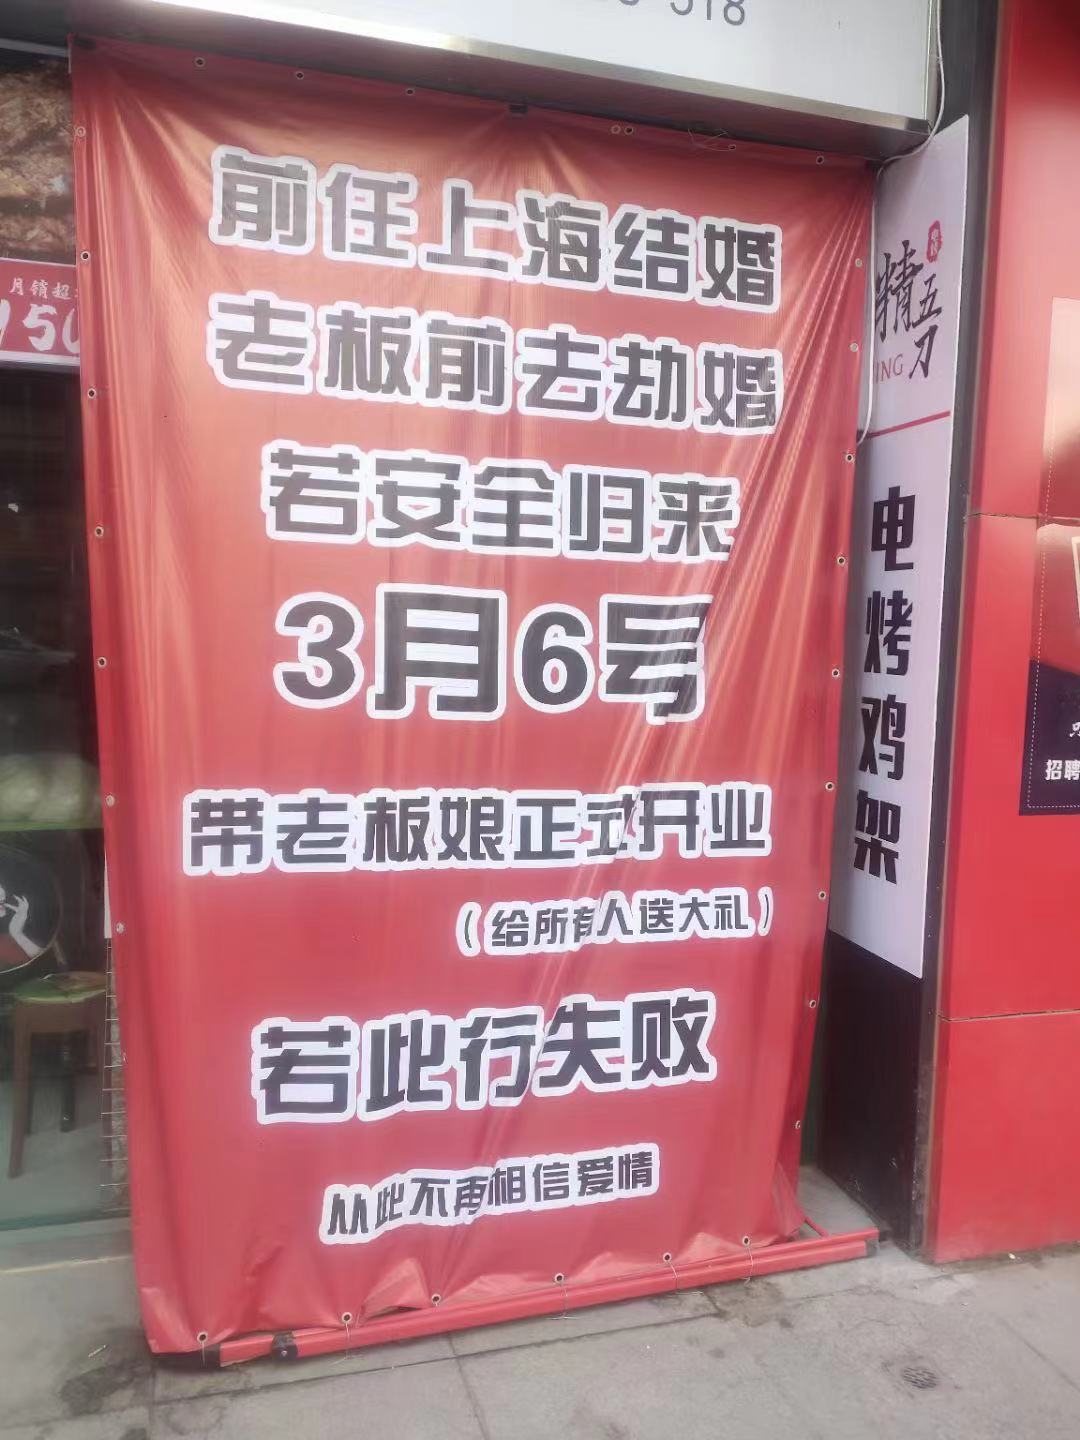 518
前任上海结婚
老板前去劫婚
若安全归来
3月6号
带老板娘正式开业
(给所有人送大礼)
若此行失败
从此不再相信爱情
月销超
50
精五刀
ING
电烤鸡架
招聘